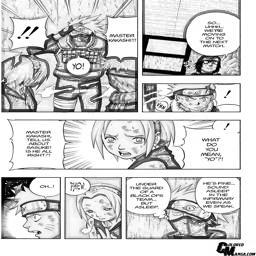 SO...
UHH...
WE'RE
MOVING
ON TO
THE NEXT
MATCH.
!!
MASTER
KAKASHI!!
YO!
!
WHAT
DO YOU
MEAN,
"YO"?!
MASTER
KAKASHI,
TELL US
ABOUT
SASUKE!
IS HE ALL
RIGHT?!
HE'S
FINE...
SOUND
ASLEEP
IN THE
INFIRMARY
EVEN AS
WE SPEAK.
UNDER
THE GUARD
OF A
BLACK OPS
TEAM...
BUT
ASLEEP.
OH...!
COLORED
MANGA.COM